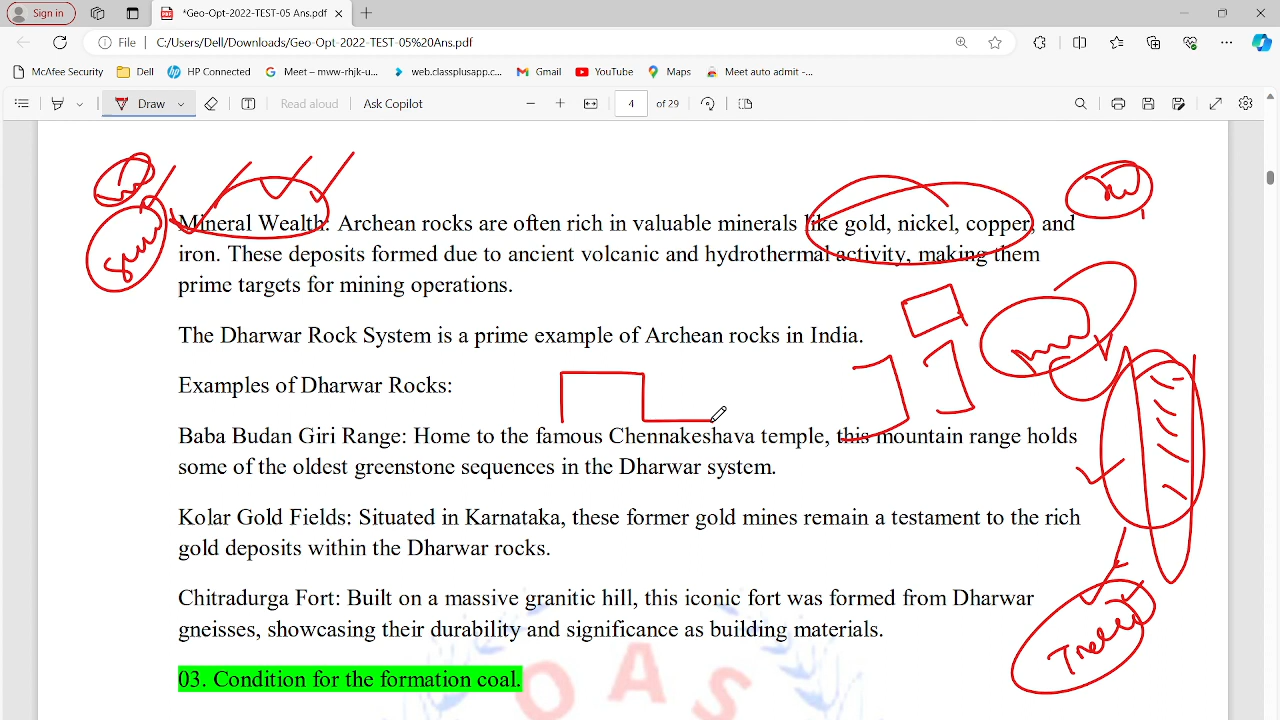 Sign in
*Geo-Opt-2022-TEST-05 Ans.pdf
File C:/Users/Dell/Downloads/Geo-Opt-2022-TEST-05%20Ans.pdf
McAfee Security Dell HP Connected Meet – mvw-rhjk-u... web.classplusapp.c... Gmail YouTube Maps Meet auto admit -...
Draw Read aloud Ask Copilot 4 of 29
Mineral Wealth: Archean rocks are often rich in valuable minerals like gold, nickel, copper, and
iron. These deposits formed due to ancient volcanic and hydrothermal activity, making them
prime targets for mining operations.
The Dharwar Rock System is a prime example of Archean rocks in India.
Examples of Dharwar Rocks:
Baba Budan Giri Range: Home to the famous Chennakeshava temple, this mountain range holds
some of the oldest greenstone sequences in the Dharwar system.
Kolar Gold Fields: Situated in Karnataka, these former gold mines remain a testament to the rich
gold deposits within the Dharwar rocks.
Chitradurga Fort: Built on a massive granitic hill, this iconic fort was formed from Dharwar
gneisses, showcasing their durability and significance as building materials.
03. Condition for the formation coal.
OAS